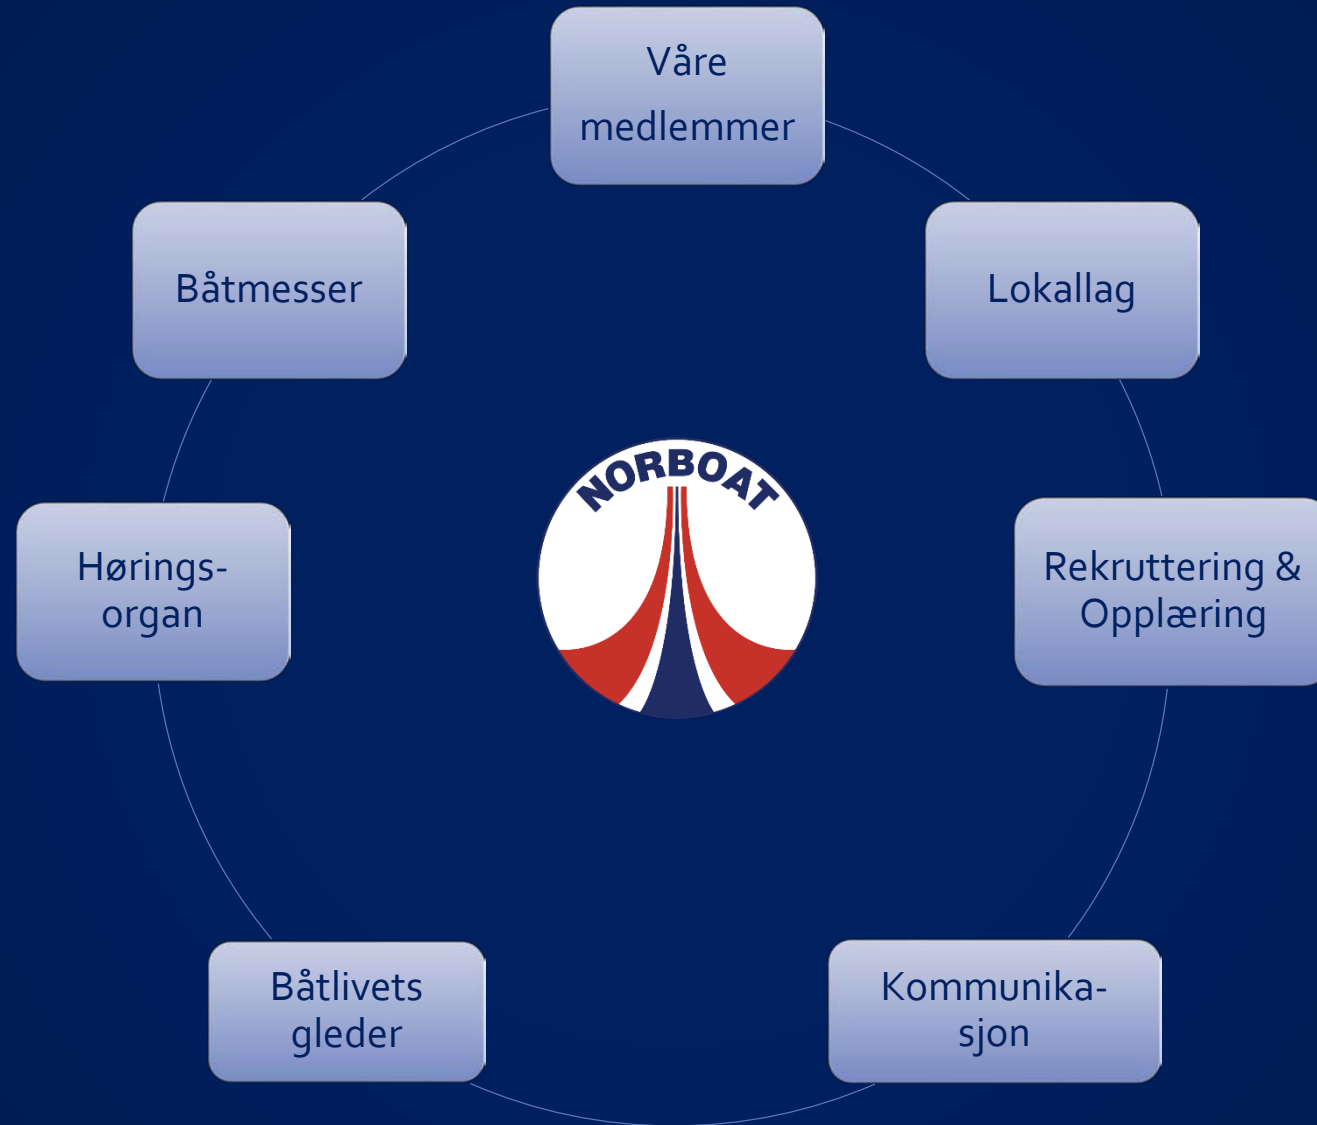 Våre
medlemmer
Båtmesser
Lokallag
NORBOAT
Hørings-
organ
Rekruttering &
Opplæring
Båtlivets
gleder
Kommunika-
sjon